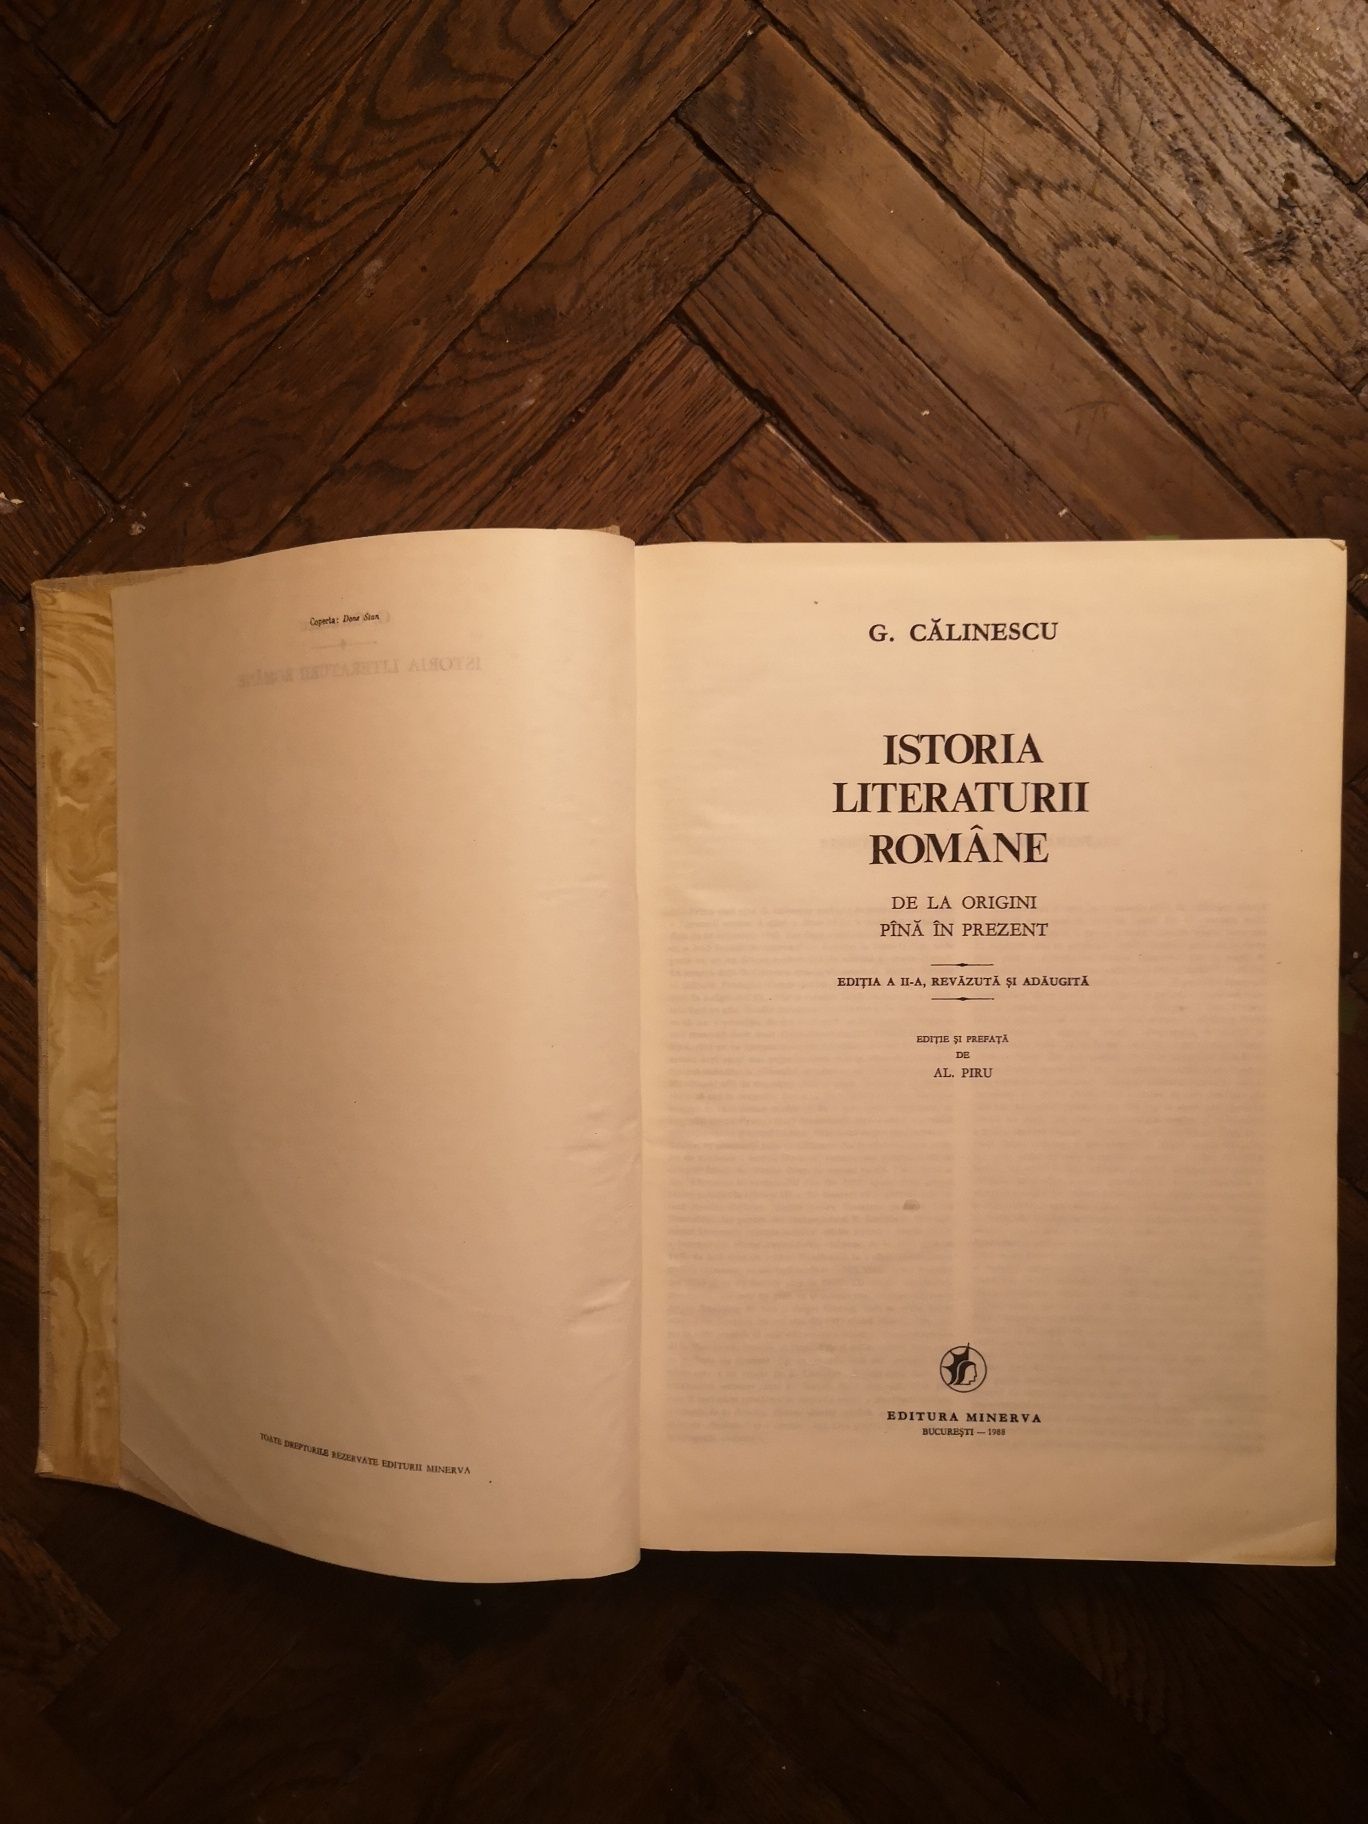 Coperta: Done Stan
TOATE DREPTURILE REZERVATE EDITURII MINERVA
G. CĂLINESCU
ISTORIA
LITERATURII
ROMÂNE
DE LA ORIGINI
PÎNĂ ÎN PREZENT
EDIȚIA A II-A, REVĂZUTĂ ȘI ADĂUGITĂ
EDIȚIE ȘI PREFAȚĂ
DE
AL. PIRU
EDITURA MINERVA
BUCUREȘTI — 1988